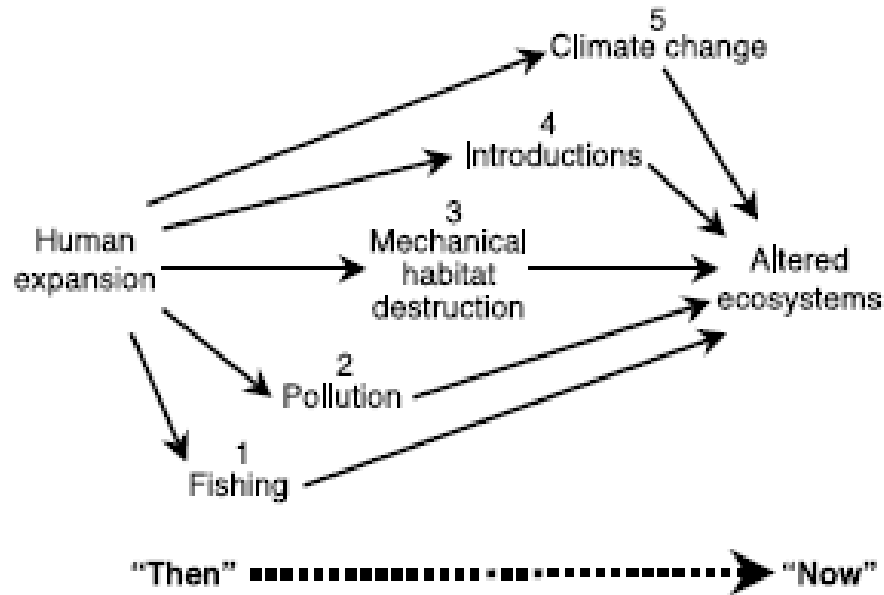 5
Climate change
4
Introductions
3
Mechanical
habitat
destruction
Human
expansion
Altered
ecosystems
2
Pollution
1
Fishing
“Then” “Now”